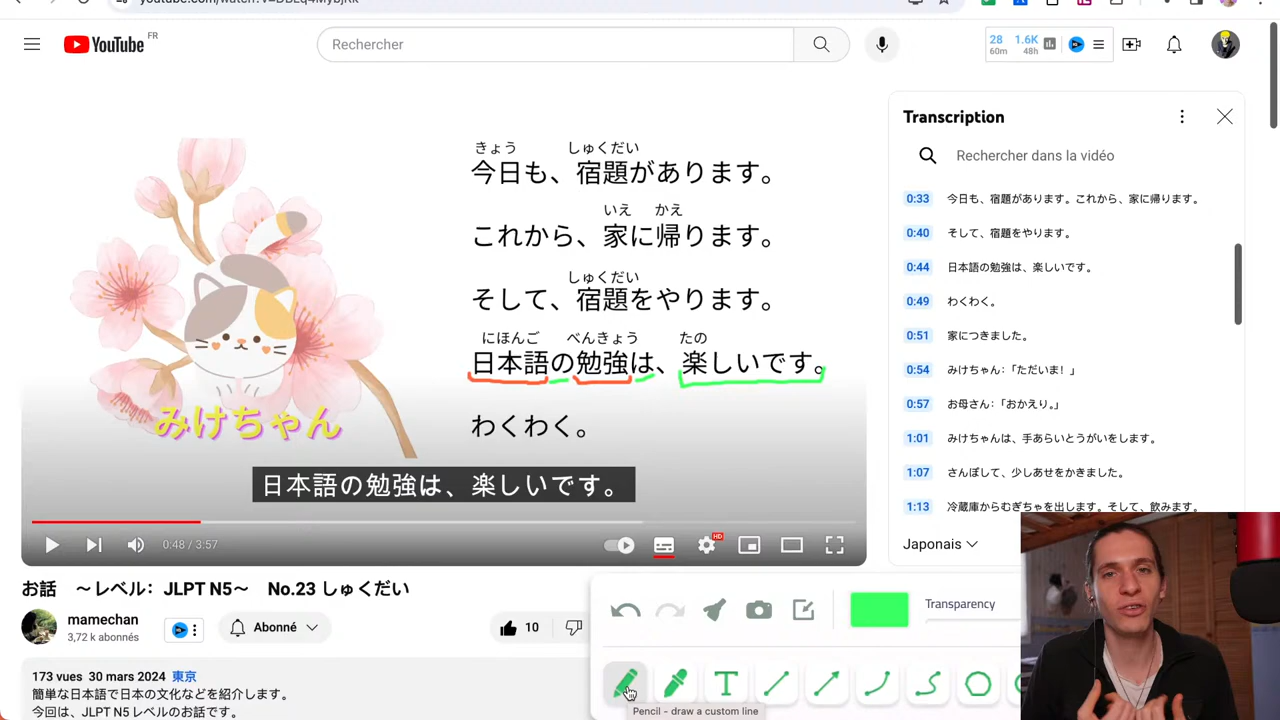 YouTube FR
Rechercher
28 60m 1.6K 48h
きょう しゅくだい
今日も、宿題があります。
いえ かえ
これから、家に帰ります。
しゅくだい
そして、宿題をやります。
にほんご べんきょう たの
日本語の勉強は、楽しいです。
わくわく。
みけちゃん
日本語の勉強は、楽しいです。
0:48 / 3:57
HD
お話 ～レベル：JLPT N5～ No.23 しゅくだい
mamechan
3,72 k abonnés
Abonné
10
173 vues 30 mars 2024 東京
簡単な日本語で日本の文化などを紹介します。
今回は、JLPT N5レベルのお話です。
Transcription
Rechercher dans la vidéo
0:33 今日も、宿題があります。これから、家に帰ります。
0:40 そして、宿題をやります。
0:44 日本語の勉強は、楽しいです。
0:49 わくわく。
0:51 家につきました。
0:54 みけちゃん：「ただいま！」
0:57 お母さん：「おかえり。」
1:01 みけちゃんは、手あらいとうがいをします。
1:07 さんぽして、少しあせをかきました。
1:13 冷蔵庫からむぎちゃを出します。そして、飲みます。
Japonais
Transparency
T
Pencil - draw a custom line